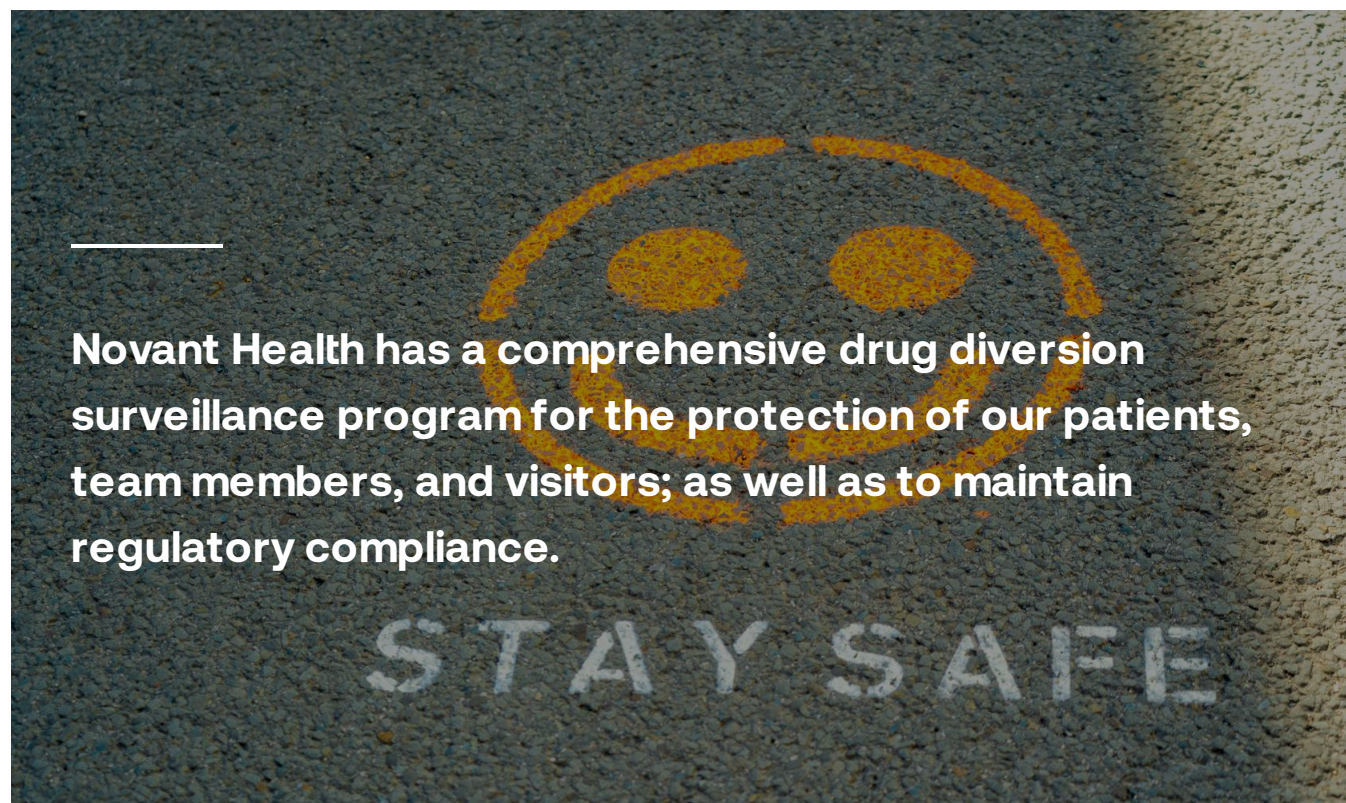 Novant Health has a comprehensive drug diversion
surveillance program for the protection of our patients,
team members, and visitors; as well as to maintain
regulatory compliance.
STAY SAFE